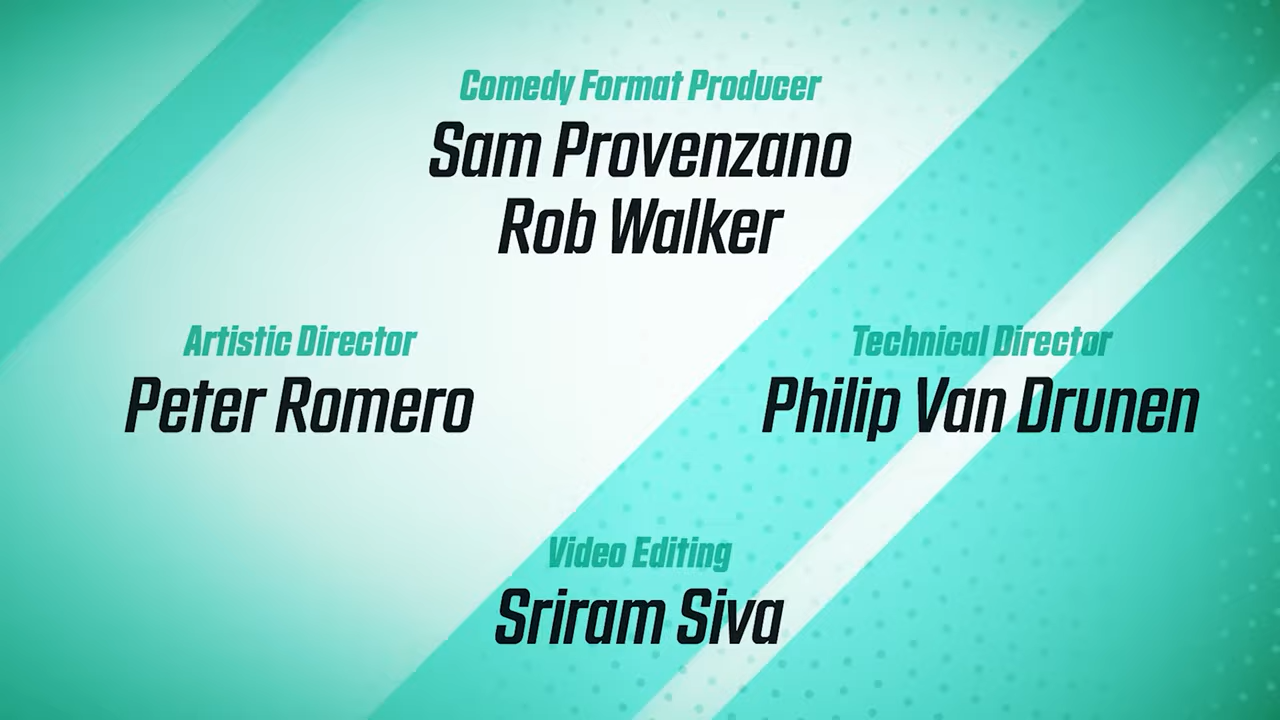 Comedy Format Producer
Sam Provenzano
Rob Walker
Artistic Director
Peter Romero
Technical Director
Philip Van Drunen
Video Editing
Sriram Siva